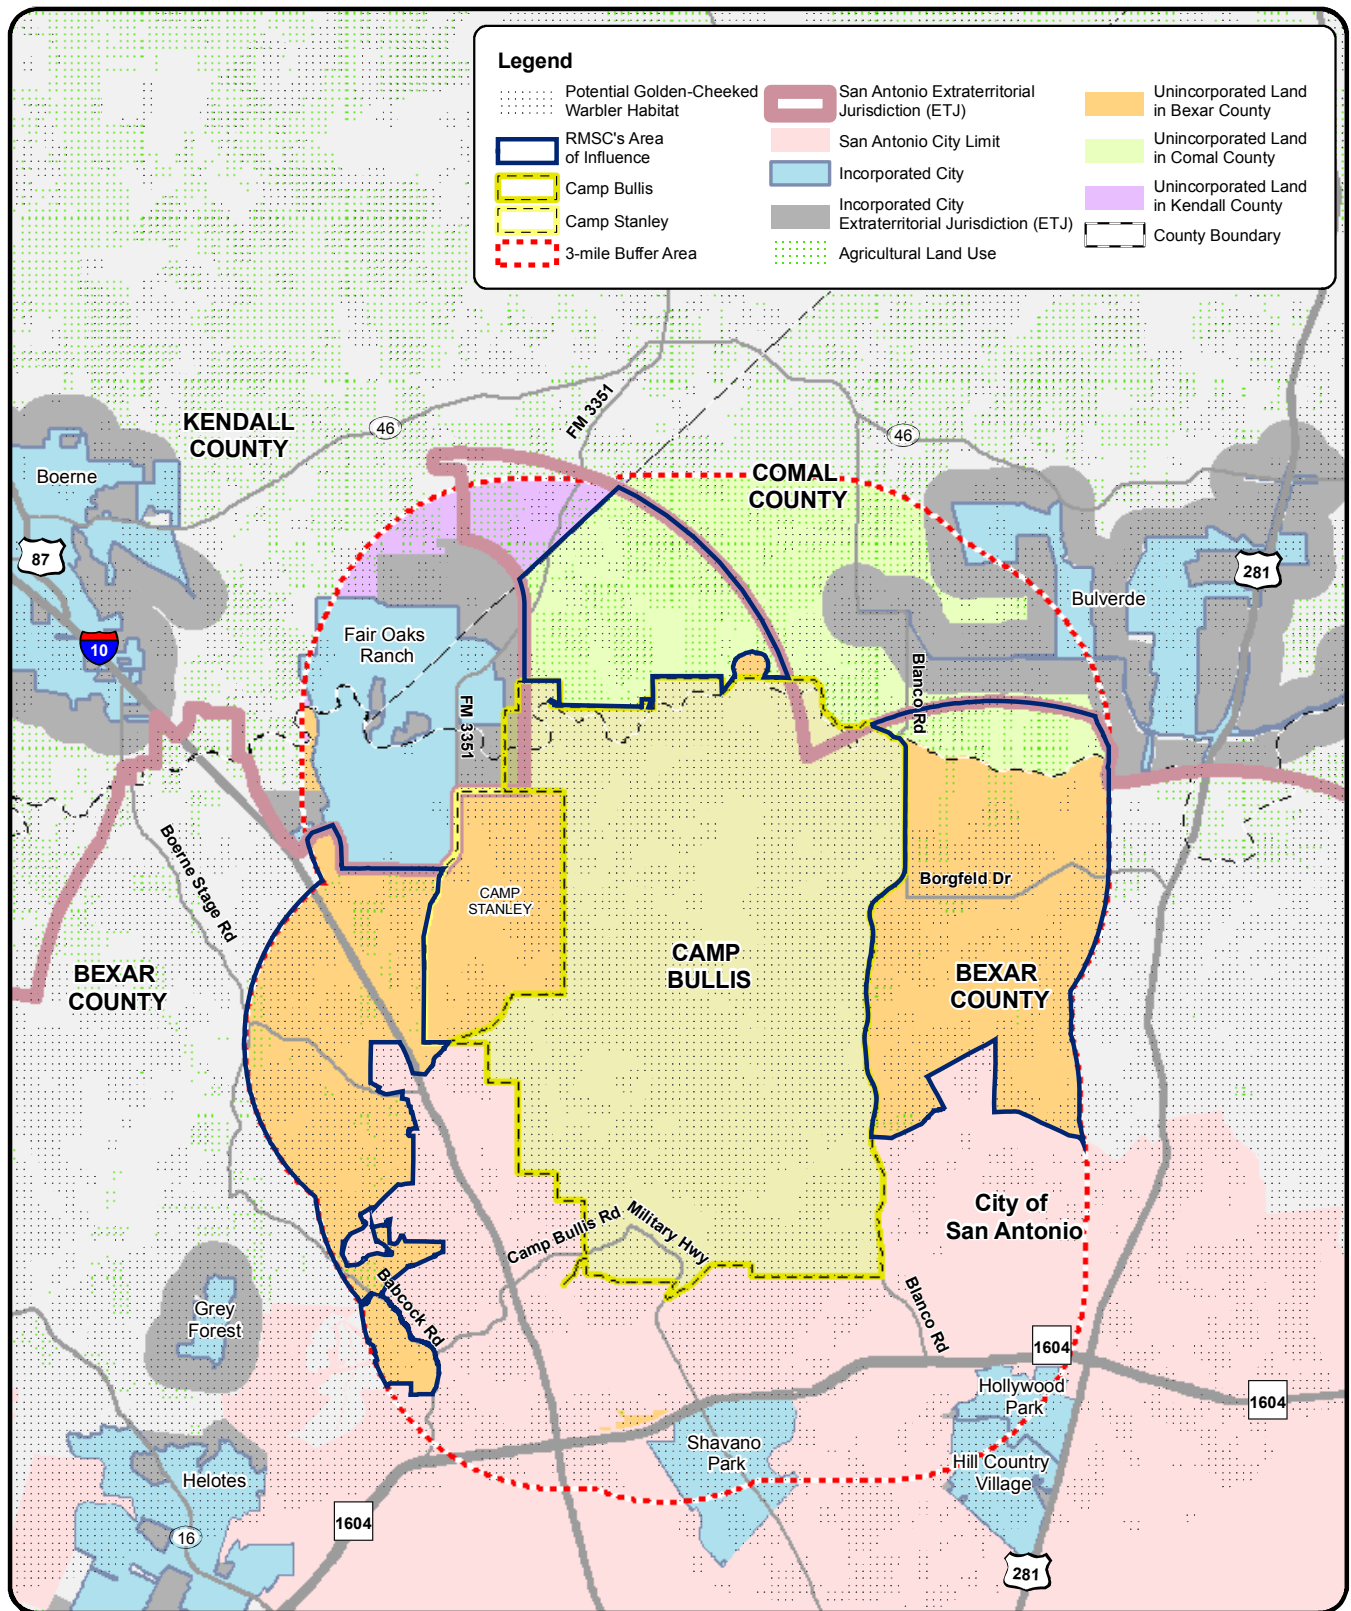 Legend
Potential Golden-Cheeked
Warbler Habitat
RMSC's Area
of Influence
Camp Bullis
Camp Stanley
3-mile Buffer Area
San Antonio Extraterritorial
Jurisdiction (ETJ)
San Antonio City Limit
Incorporated City
Incorporated City
Extraterritorial Jurisdiction (ETJ)
Agricultural Land Use
Unincorporated Land
in Bexar County
Unincorporated Land
in Comal County
Unincorporated Land
in Kendall County
County Boundary
KENDALL
COUNTY
46
FM 3351
46
Boerne
COMAL
COUNTY
87
281
Bulverde
10
Fair Oaks
Ranch
Blanco Rd
FM 3351
Boerne Stage Rd
Borgfeld Dr
CAMP
STANLEY
CAMP
BULLIS
BEXAR
COUNTY
BEXAR
COUNTY
City of
San Antonio
Camp Bullis Rd
Military Hwy
Babcock Rd
Blanco Rd
Grey
Forest
1604
Hollywood
Park
1604
Shavano
Park
Hill Country
Village
Helotes
1604
16
281